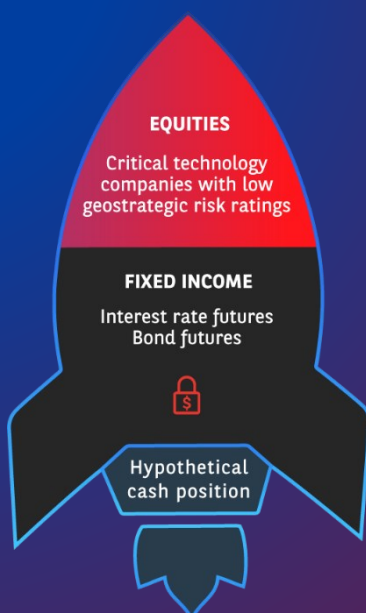 EQUITIES
Critical technology
companies with low
geostrategic risk ratings
FIXED INCOME
Interest rate futures
Bond futures
$
Hypothetical
cash position